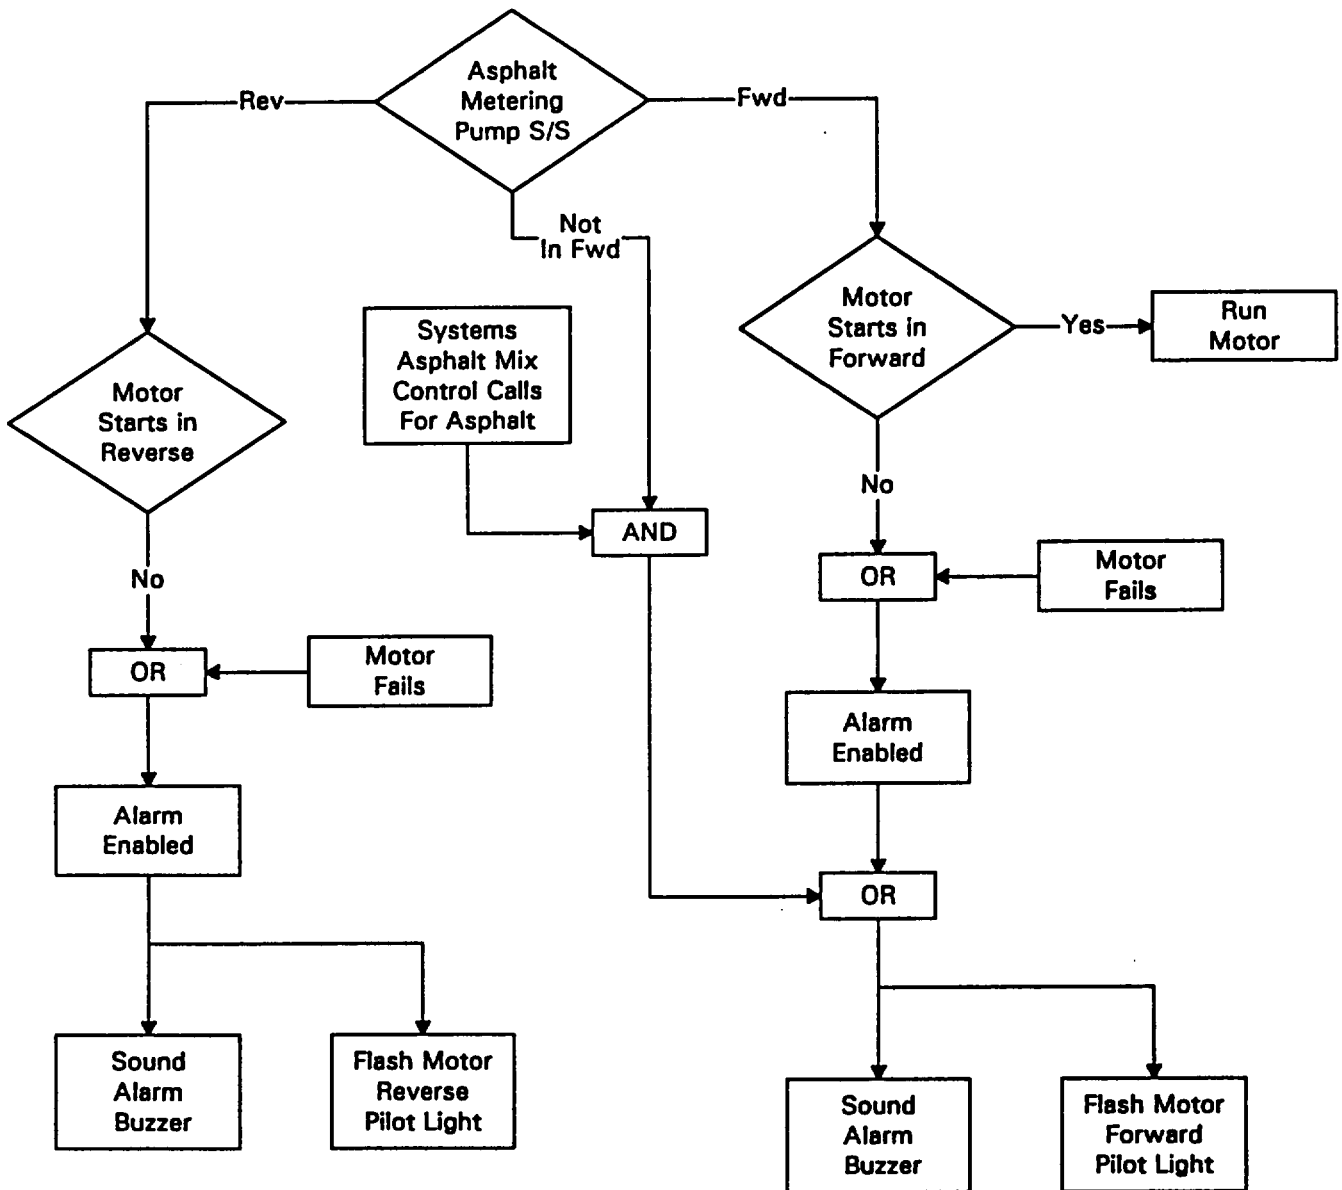 Asphalt
Metering
Pump S/S
Rev
Fwd
Not
In Fwd
Systems
Asphalt Mix
Control Calls
For Asphalt
Motor
Starts in
Forward
Yes
Run
Motor
Motor
Starts in
Reverse
No
AND
No
OR
Motor
Fails
OR
Motor
Fails
Alarm
Enabled
Alarm
Enabled
OR
Sound
Alarm
Buzzer
Flash Motor
Reverse
Pilot Light
Sound
Alarm
Buzzer
Flash Motor
Forward
Pilot Light